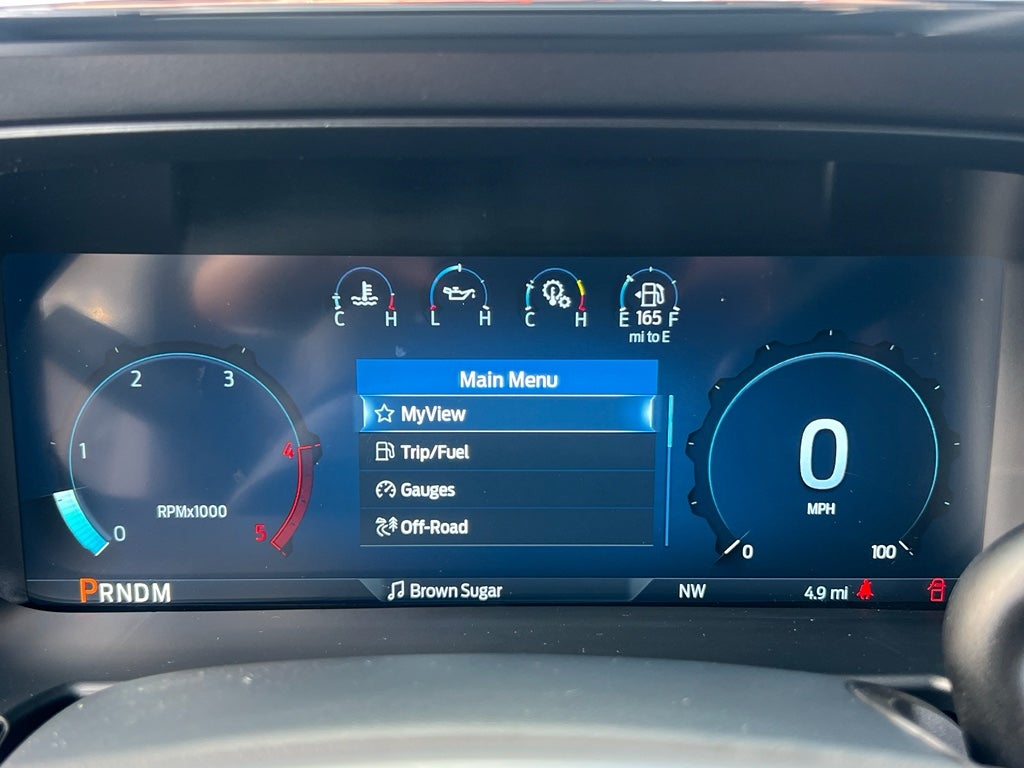 C H
L H
C H
E 165 F
mi to E
Main Menu
MyView
Trip/Fuel
Gauges
Off-Road
0
1
2
3
4
5
RPMx1000
0
MPH
0
100
PRNDM
Brown Sugar
NW
4.9 mi